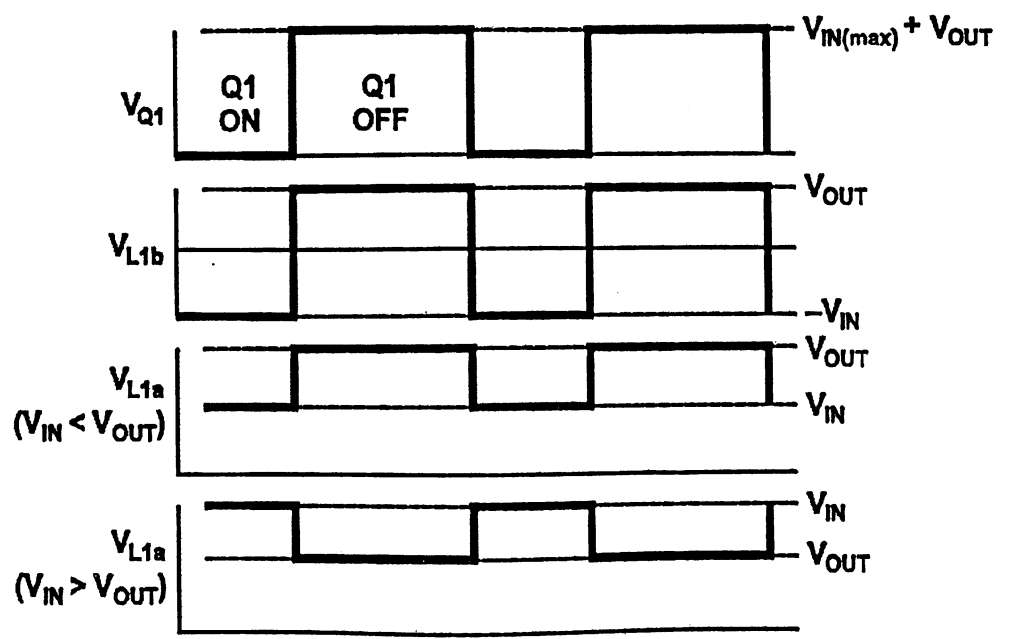 V_IN(max) + V_OUT
V_Q1
Q1
ON
Q1
OFF
V_OUT
V_L1b
–V_IN
V_OUT
V_L1a
(V_IN < V_OUT)
V_IN
V_IN
V_L1a
(V_IN > V_OUT)
V_OUT